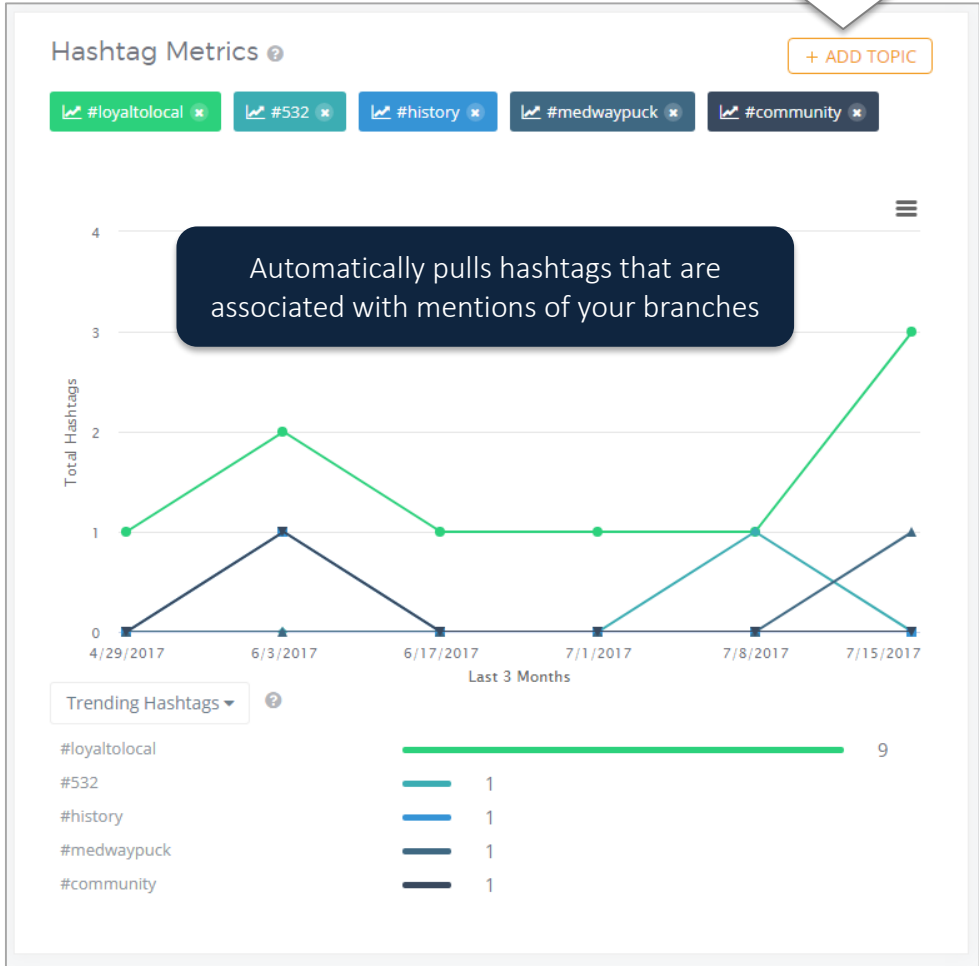 Hashtag Metrics ?
+ ADD TOPIC
#loyaltolocal × #532 × #history × #medwaypuck × #community ×
Automatically pulls hashtags that are
associated with mentions of your branches
4
3
2
1
0
Total Hashtags
4/29/2017 6/3/2017 6/17/2017 7/1/2017 7/8/2017 7/15/2017
Last 3 Months
Trending Hashtags ?
#loyaltolocal 9
#532 1
#history 1
#medwaypuck 1
#community 1